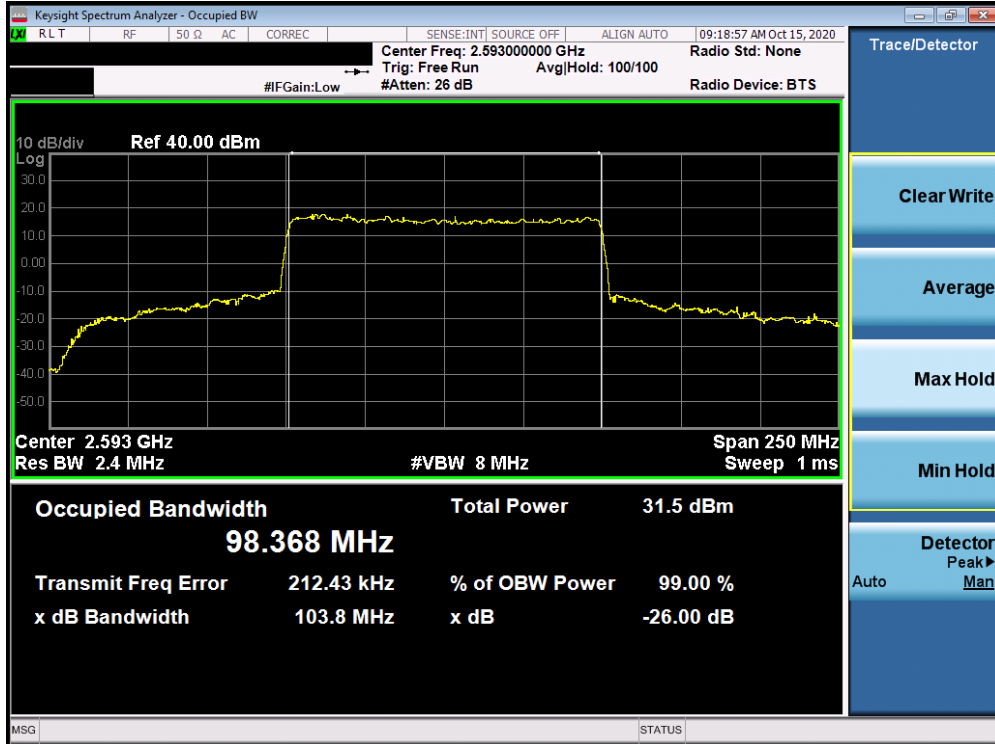 Keysight Spectrum Analyzer - Occupied BW
LXI RLT RF 50 Ω AC CORREC SENSE:INT SOURCE OFF ALIGN AUTO 09:18:57 AM Oct 15, 2020
Center Freq: 2.593000000 GHz Radio Std: None
Trig: Free Run Avg|Hold: 100/100
#IFGain:Low #Atten: 26 dB Radio Device: BTS
Trace/Detector
10 dB/div Ref 40.00 dBm
Log
30.0
20.0
10.0
0.00
-10.0
-20.0
-30.0
-40.0
-50.0
Center 2.593 GHz Span 250 MHz
Res BW 2.4 MHz #VBW 8 MHz Sweep 1 ms
Occupied Bandwidth Total Power 31.5 dBm
98.368 MHz
Transmit Freq Error 212.43 kHz % of OBW Power 99.00 %
x dB Bandwidth 103.8 MHz x dB -26.00 dB
Clear Write
Average
Max Hold
Min Hold
Detector
Peak▶
Auto Man
MSG STATUS